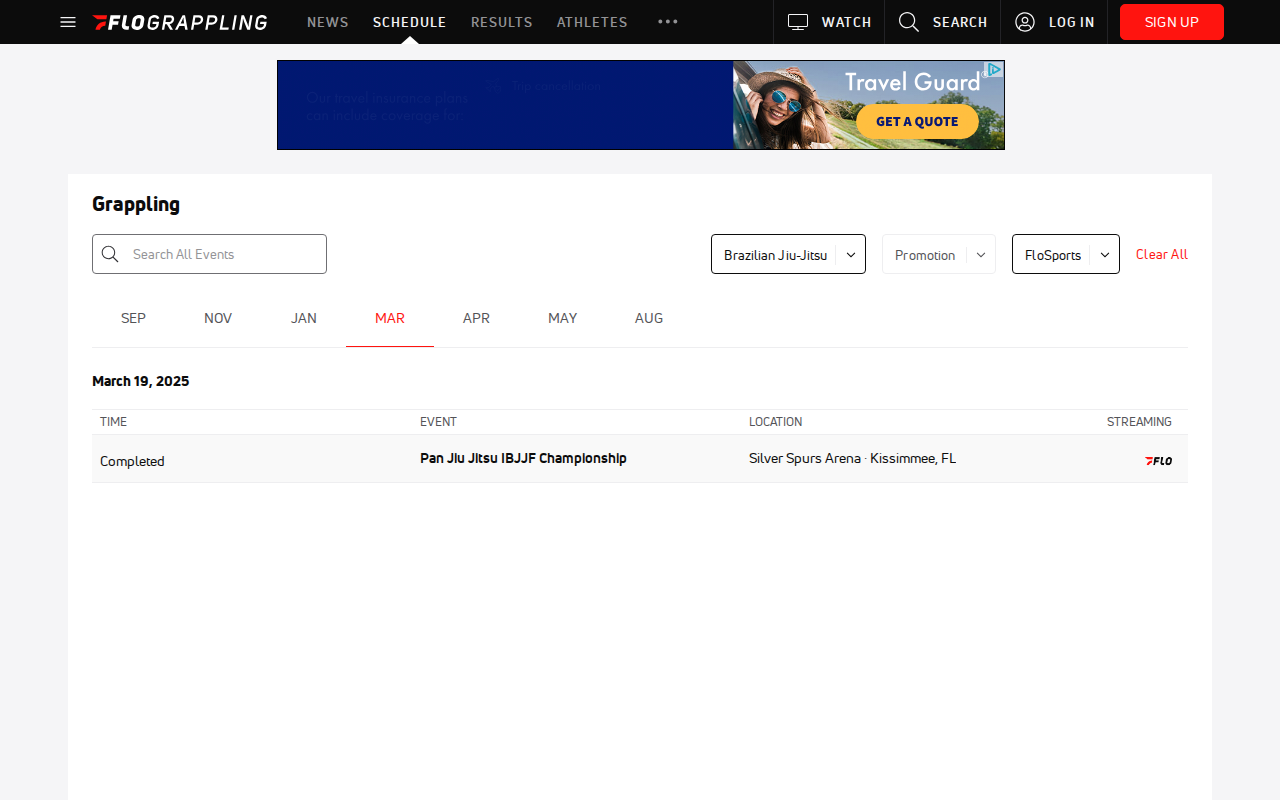 FLOGRAPPLING NEWS SCHEDULE RESULTS ATHLETES ••• WATCH SEARCH LOG IN SIGN UP
Our travel insurance plans can include coverage for:
Trip cancellation
Travel Guard®
GET A QUOTE
Grappling
Search All Events Brazilian Jiu-Jitsu Promotion FloSports Clear All
SEP NOV JAN MAR APR MAY AUG
March 19, 2025
TIME EVENT LOCATION STREAMING
Completed Pan Jiu Jitsu IBJJF Championship Silver Spurs Arena · Kissimmee, FL FLO